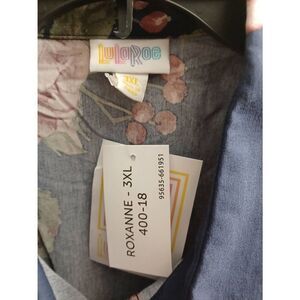 LuLaRoe
3XL
ROXANNE - 3XL
400-18
95635-661951